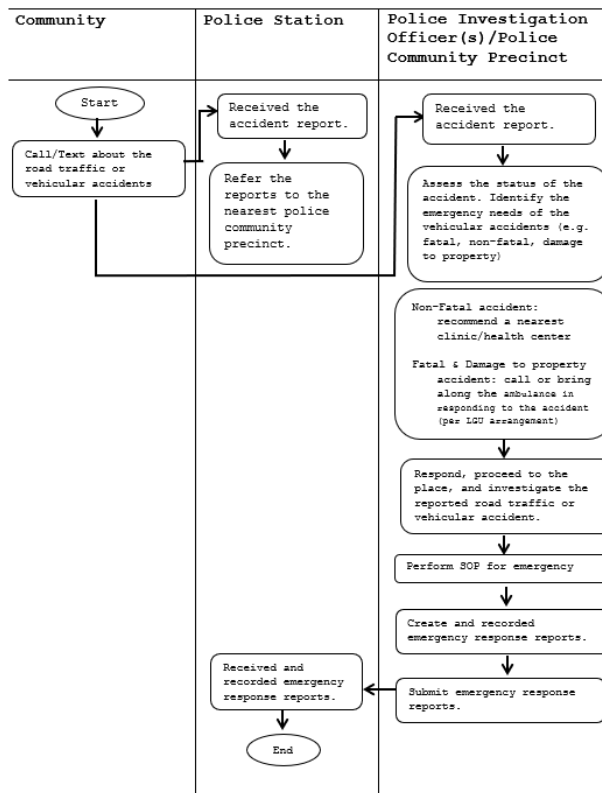 Community
Police Station
Police Investigation
Officer(s)/Police
Community Precinct
Start
Call/Text about the
road traffic or
vehicular accidents
Received the
accident report.
Refer the
reports to the
nearest police
community
precinct.
Received the
accident report.
Assess the status of the
accident. Identify the
emergency needs of the
vehicular accidents (e.g.
fatal, non-fatal, damage
to property)
Non-Fatal accident:
recommend a nearest
clinic/health center
Fatal & Damage to property
accident: call or bring
along the ambulance in
responding to the accident
(per LGU arrangement)
Respond, proceed to the
place, and investigate the
reported road traffic or
vehicular accident.
Perform SOP for emergency
Create and recorded
emergency response reports.
Submit emergency response
reports.
Received and
recorded emergency
response reports.
End